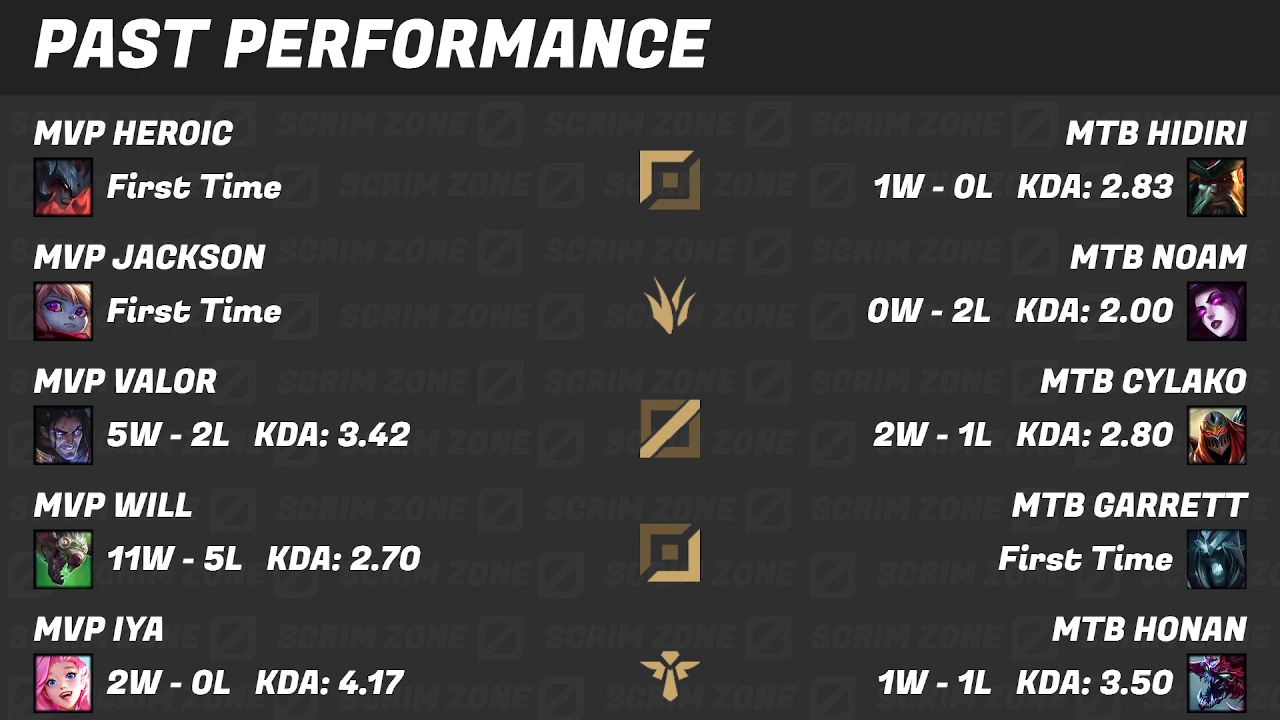 PAST PERFORMANCE
MVP HEROIC
First Time
MTB HIDIRI
1W - 0L KDA: 2.83
MVP JACKSON
First Time
MTB NOAM
0W - 2L KDA: 2.00
MVP VALOR
5W - 2L KDA: 3.42
MTB CYLAKO
2W - 1L KDA: 2.80
MVP WILL
11W - 5L KDA: 2.70
MTB GARRETT
First Time
MVP IYA
2W - 0L KDA: 4.17
MTB HONAN
1W - 1L KDA: 3.50
SCRIM ZONE